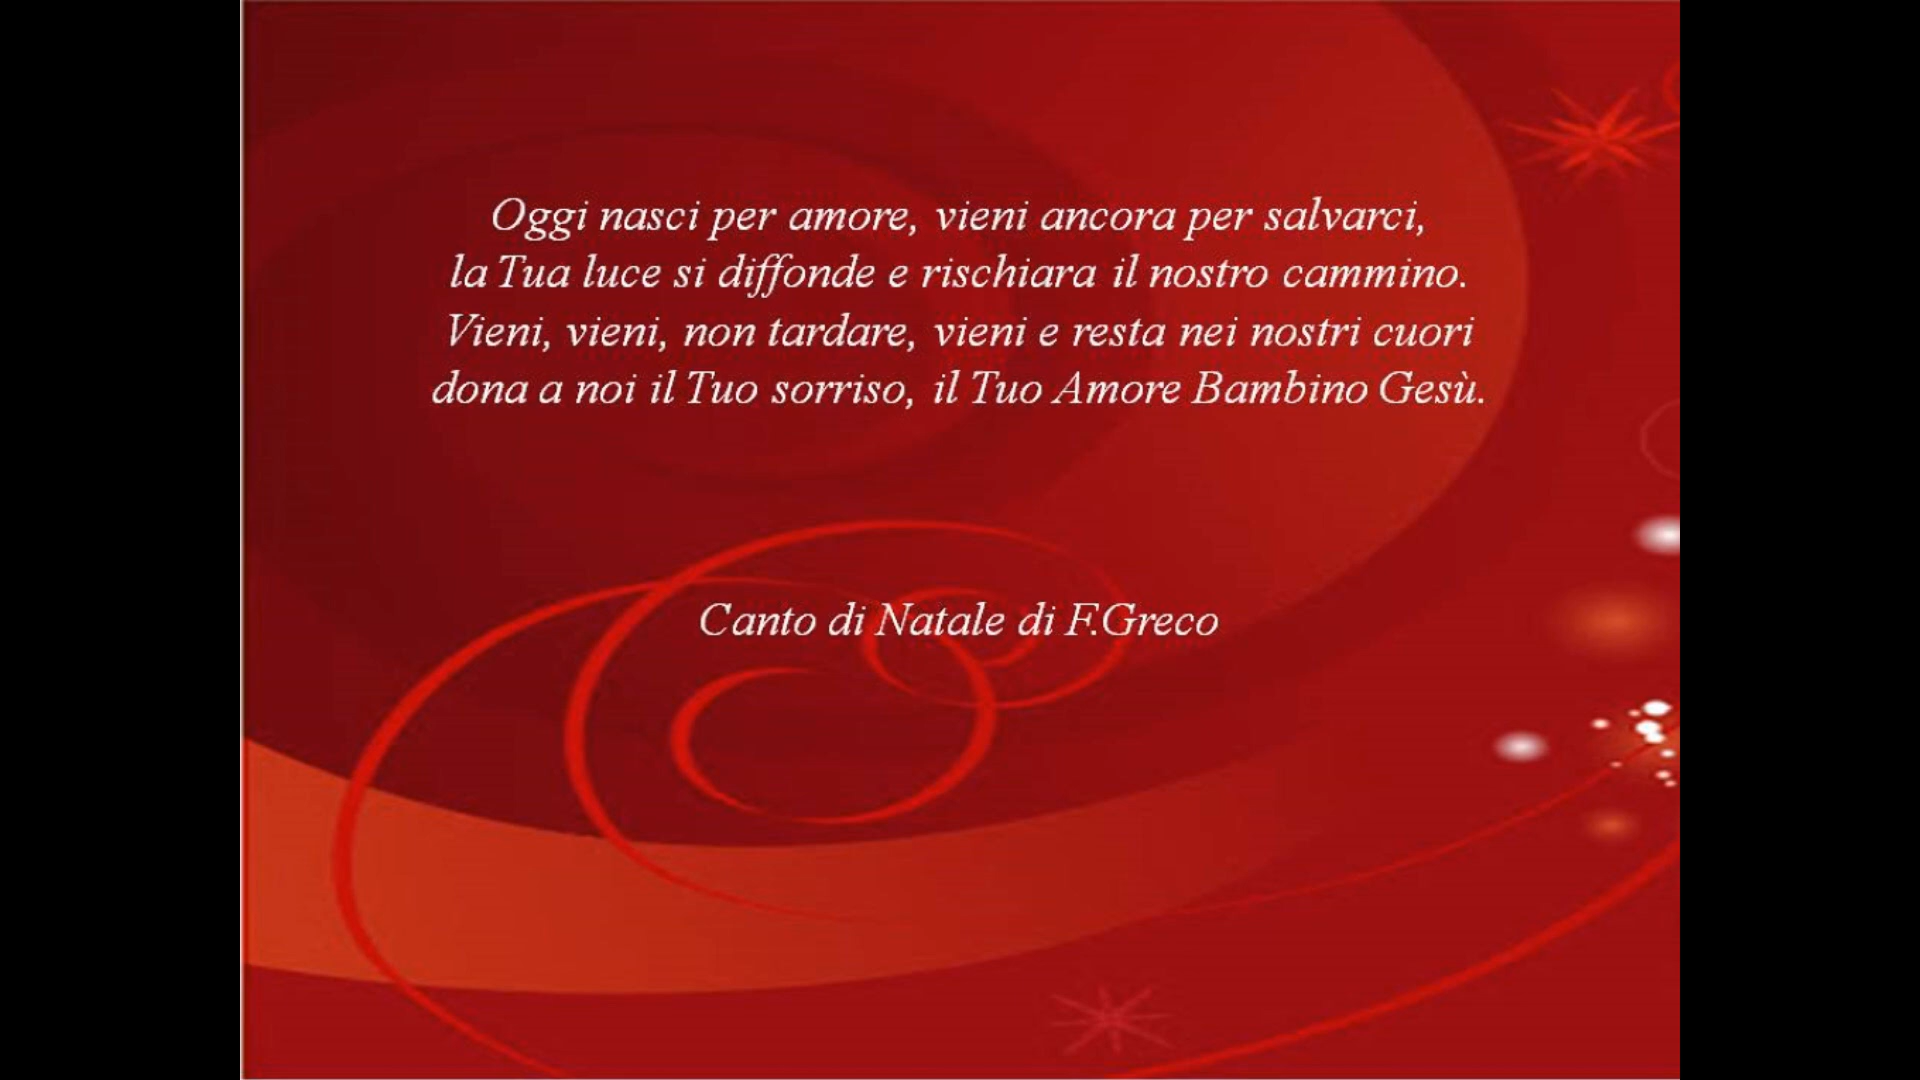 Oggi nasci per amore, vieni ancora per salvarci,
la Tua luce si diffonde e rischiara il nostro cammino.
Vieni, vieni, non tardare, vieni e resta nei nostri cuori
dona a noi il Tuo sorriso, il Tuo Amore Bambino Gesù.
Canto di Natale di F.Greco